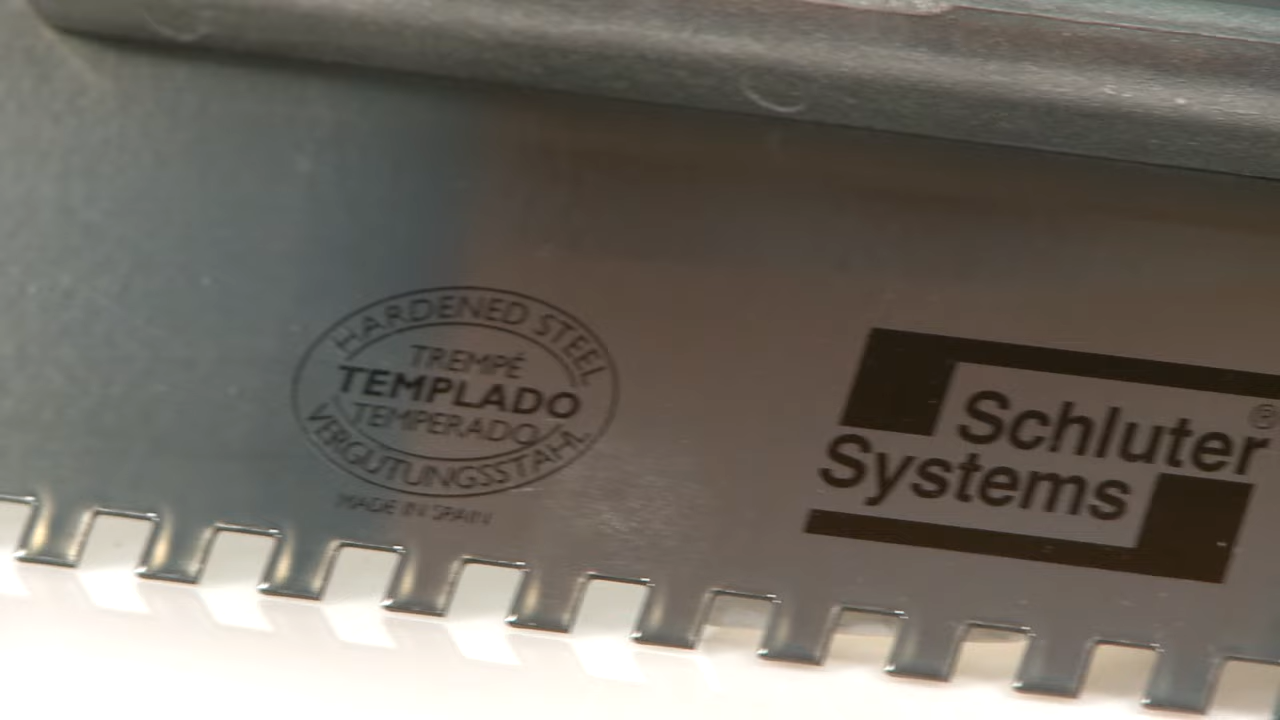 HARDENED STEEL
TREMPÉ
TEMPLADO
TEMPERADO
VERGUTUNGSSTAHL
MADE IN SPAIN
Schluter®
Systems